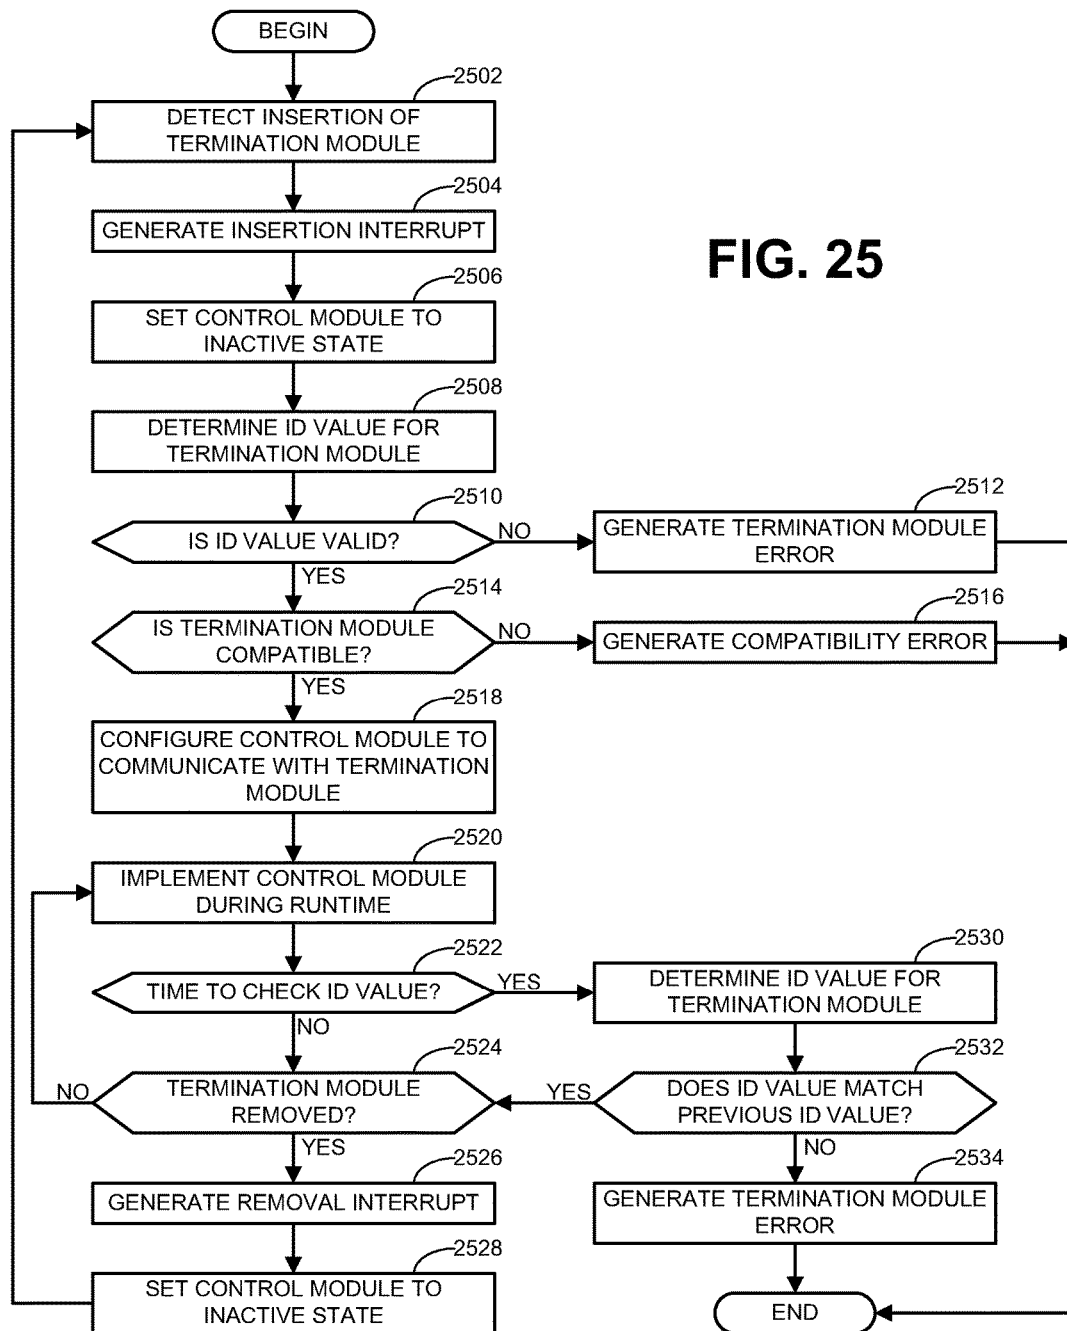 BEGIN
2502
DETECT INSERTION OF
TERMINATION MODULE
2504
GENERATE INSERTION INTERRUPT
FIG. 25
2506
SET CONTROL MODULE TO
INACTIVE STATE
2508
DETERMINE ID VALUE FOR
TERMINATION MODULE
2510
IS ID VALUE VALID?
NO
2512
GENERATE TERMINATION MODULE
ERROR
YES
2514
IS TERMINATION MODULE
COMPATIBLE?
NO
2516
GENERATE COMPATIBILITY ERROR
YES
2518
CONFIGURE CONTROL MODULE TO
COMMUNICATE WITH TERMINATION
MODULE
2520
IMPLEMENT CONTROL MODULE
DURING RUNTIME
2522
TIME TO CHECK ID VALUE?
YES
2530
DETERMINE ID VALUE FOR
TERMINATION MODULE
NO
2524
TERMINATION MODULE
REMOVED?
NO
YES
2532
DOES ID VALUE MATCH
PREVIOUS ID VALUE?
YES
2526
GENERATE REMOVAL INTERRUPT
NO
2534
GENERATE TERMINATION MODULE
ERROR
2528
SET CONTROL MODULE TO
INACTIVE STATE
END